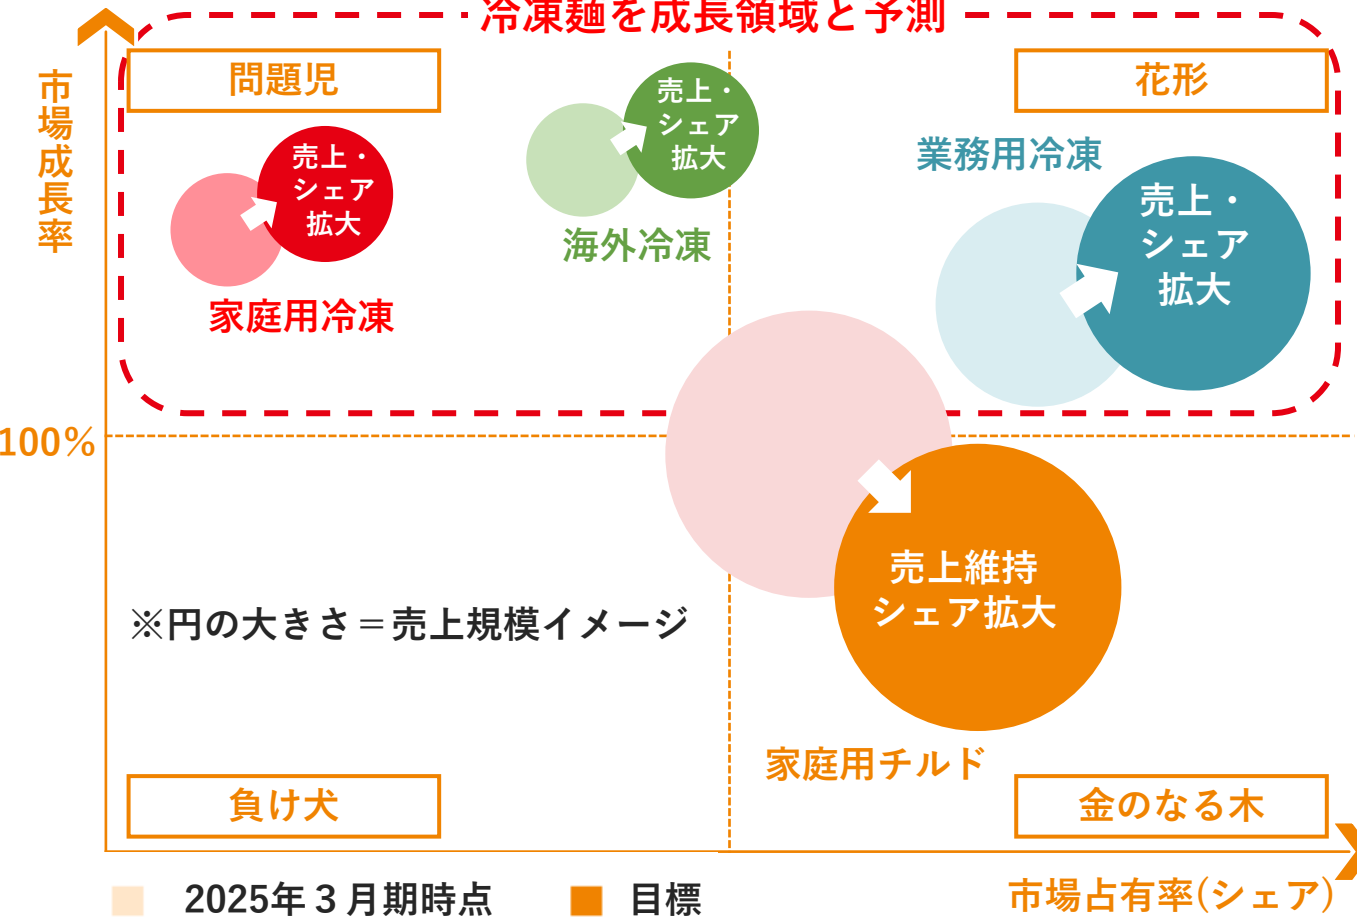 冷凍麺を成長領域と予測
問題児
花形
市場成長率
売上・
シェア
拡大
家庭用冷凍
売上・
シェア
拡大
海外冷凍
業務用冷凍
売上・
シェア
拡大
100%
売上維持
シェア拡大
※円の大きさ＝売上規模イメージ
家庭用チルド
負け犬
金のなる木
2025年３月期時点
目標
市場占有率(シェア)